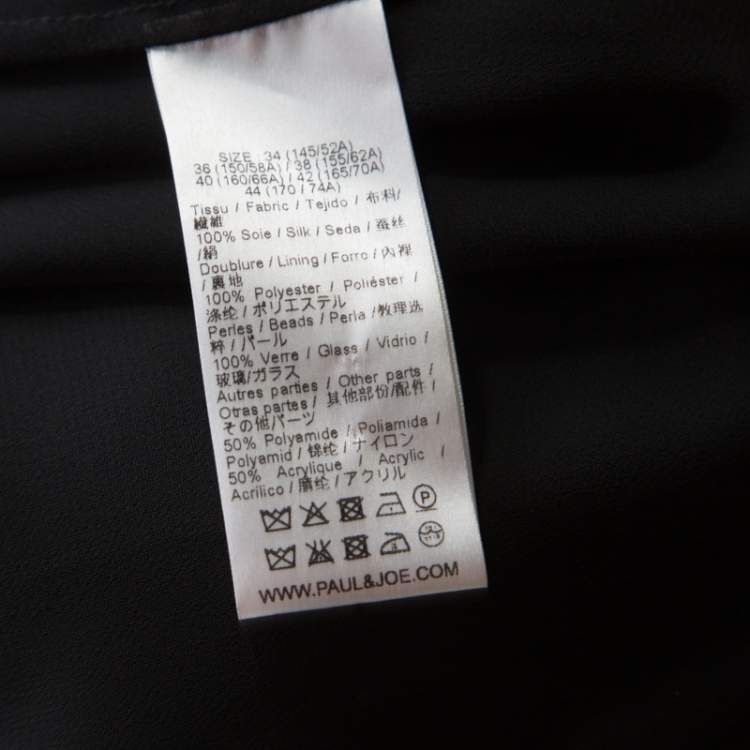 SIZE 34 (145/52A)
36 (150/58A) / 38 (155/62A)
40 (160/66A) / 42 (165/70A)
44 (170 / 74A)
Tissu / Fabric / Tejido / 布料/
繊維
100% Soie / Silk / Seda / 蚕丝
/絹
Doublure / Lining / Forro / 內裡
/ 裏地
100% Polyester / Poliéster /
涤纶 / ポリエステル
Perles / Beads / Perla /教理选
粹 / パール
100% Verre / Glass / Vidrio /
玻璃/ガラス
Autres parties / Other parts /
Otras partes / 其他部份/配件 /
その他パーツ
50% Polyamide / Poliamida /
Polyamid / 锦纶 / ナイロン
50% Acrylique / Acrylic /
Acrílico / 腈纶 / アクリル
P
WWW.PAUL&JOE.COM